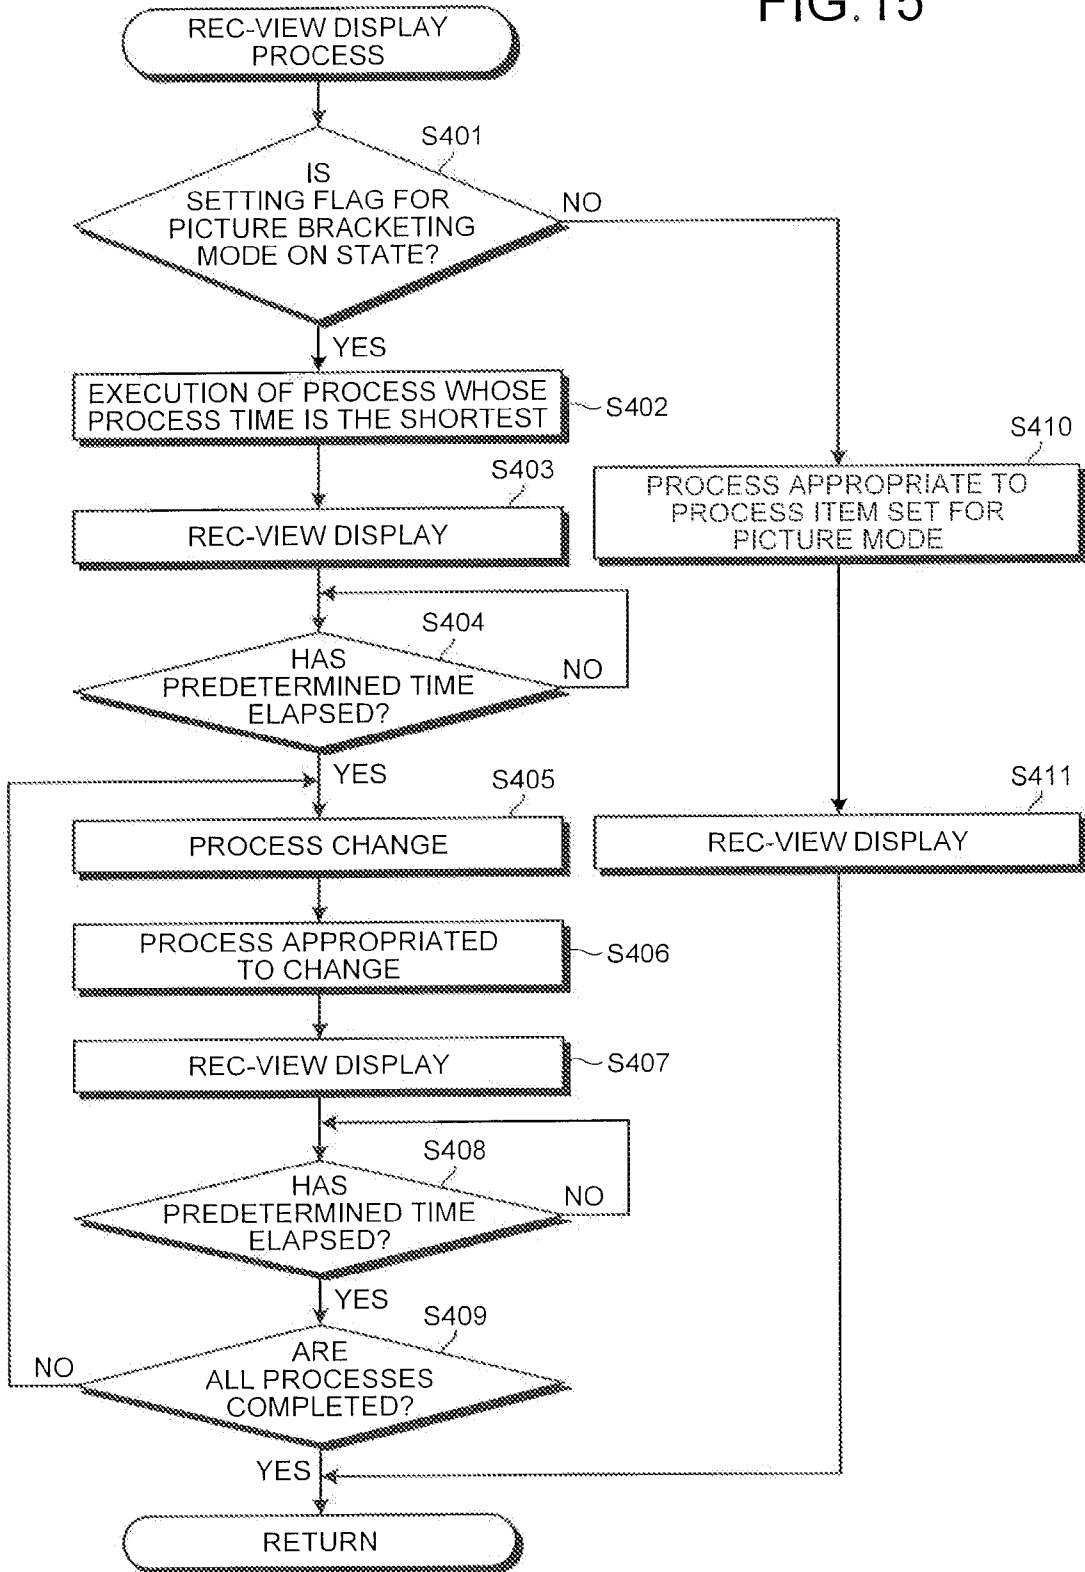 FIG.15
REC-VIEW DISPLAY
PROCESS
S401
IS
SETTING FLAG FOR
PICTURE BRACKETING
MODE ON STATE?
NO
YES
EXECUTION OF PROCESS WHOSE
PROCESS TIME IS THE SHORTEST
S402
S403
REC-VIEW DISPLAY
S410
PROCESS APPROPRIATE TO
PROCESS ITEM SET FOR
PICTURE MODE
S404
HAS
PREDETERMINED TIME
ELAPSED?
NO
YES
S405
PROCESS CHANGE
S411
REC-VIEW DISPLAY
PROCESS APPROPRIATED
TO CHANGE
S406
REC-VIEW DISPLAY
S407
S408
HAS
PREDETERMINED TIME
ELAPSED?
NO
YES
S409
ARE
ALL PROCESSES
COMPLETED?
NO
YES
RETURN